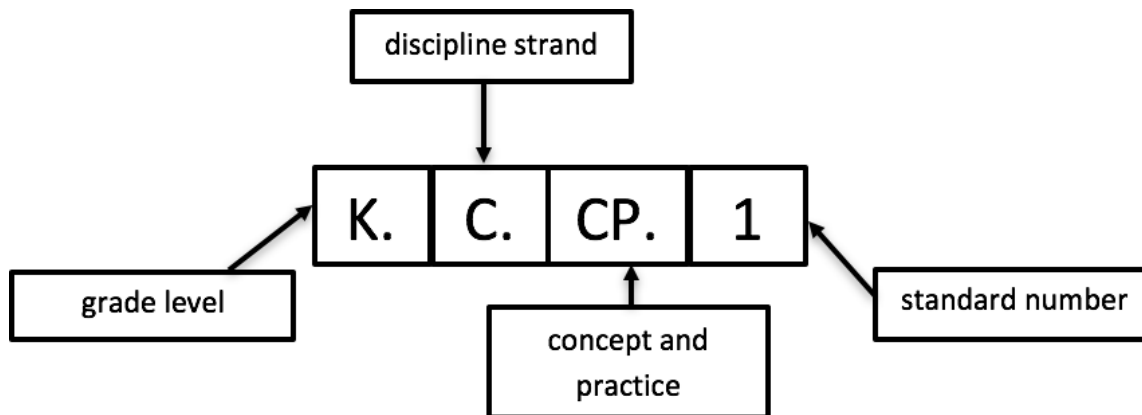 discipline strand
K. C. CP. 1
grade level
standard number
concept and
practice